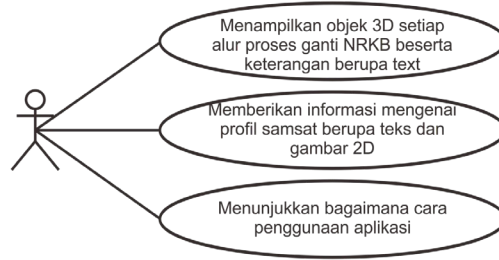 Menampilkan objek 3D setiap
alur proses ganti NRKB beserta
keterangan berupa text
Memberikan informasi mengenai
profil samsat berupa teks dan
gambar 2D
Menunjukkan bagaimana cara
penggunaan aplikasi